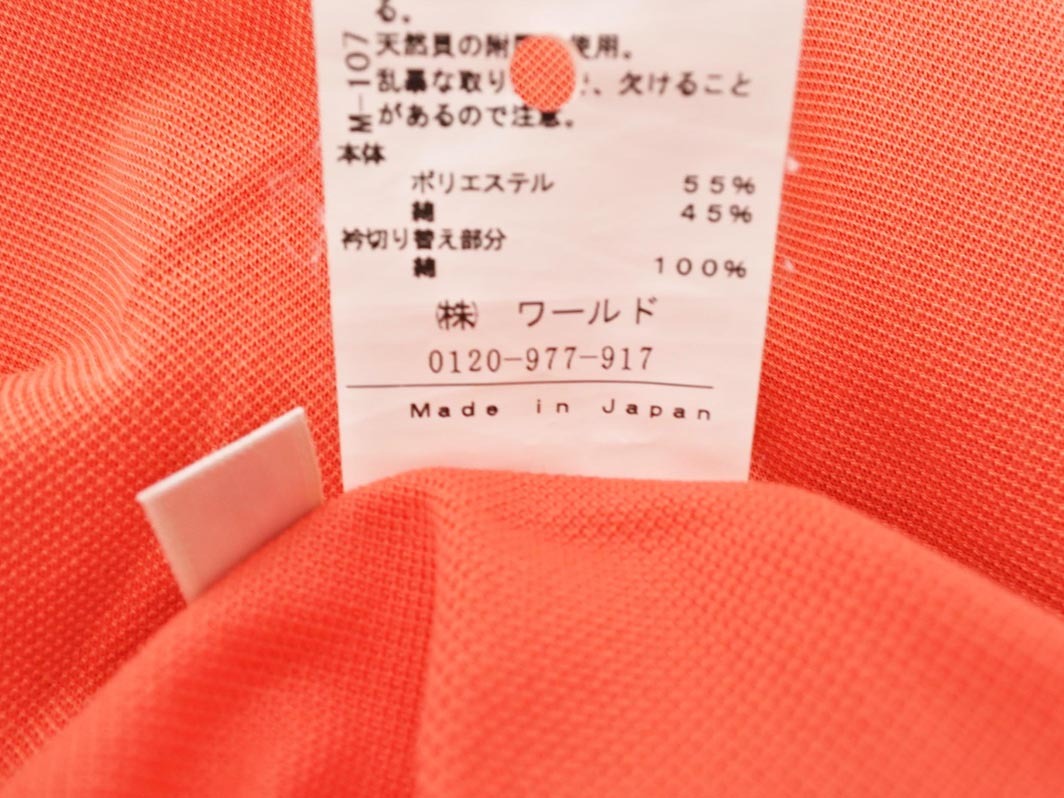 る。
天然貝の附 使用。
乱暴な取り 、欠けること
があるので注意。
M-107
本体
ポリエステル 55%
綿 45%
衿切り替え部分
綿 100%
㈱ ワールド
0120-977-917
Made in Japan